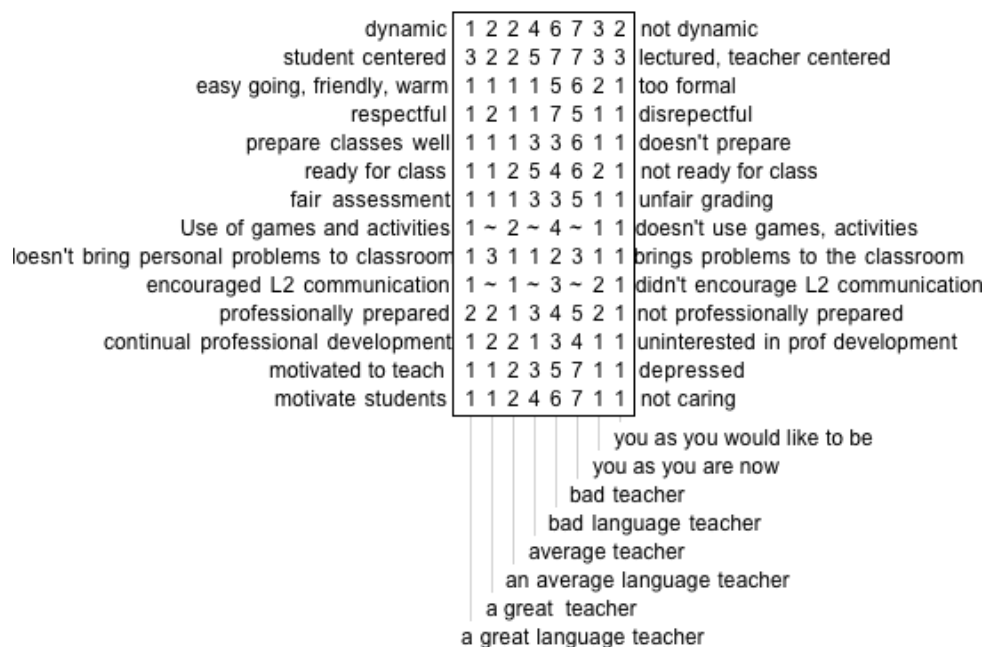 dynamic 1 2 2 4 6 7 3 2 not dynamic
student centered 3 2 2 5 7 7 3 3 lectured, teacher centered
easy going, friendly, warm 1 1 1 1 5 6 2 1 too formal
respectful 1 2 1 1 7 5 1 1 disrepectful
prepare classes well 1 1 1 3 3 6 1 1 doesn't prepare
ready for class 1 1 2 5 4 6 2 1 not ready for class
fair assessment 1 1 1 3 3 5 1 1 unfair grading
Use of games and activities 1 ~ 2 ~ 4 ~ 1 1 doesn't use games, activities
loesn't bring personal problems to classroom 1 3 1 1 2 3 1 1 brings problems to the classroom
encouraged L2 communication 1 ~ 1 ~ 3 ~ 2 1 didn't encourage L2 communication
professionally prepared 2 2 1 3 4 5 2 1 not professionally prepared
continual professional development 1 2 2 1 3 4 1 1 uninterested in prof development
motivated to teach 1 1 2 3 5 7 1 1 depressed
motivate students 1 1 2 4 6 7 1 1 not caring
you as you would like to be
you as you are now
bad teacher
bad language teacher
average teacher
an average language teacher
a great teacher
a great language teacher